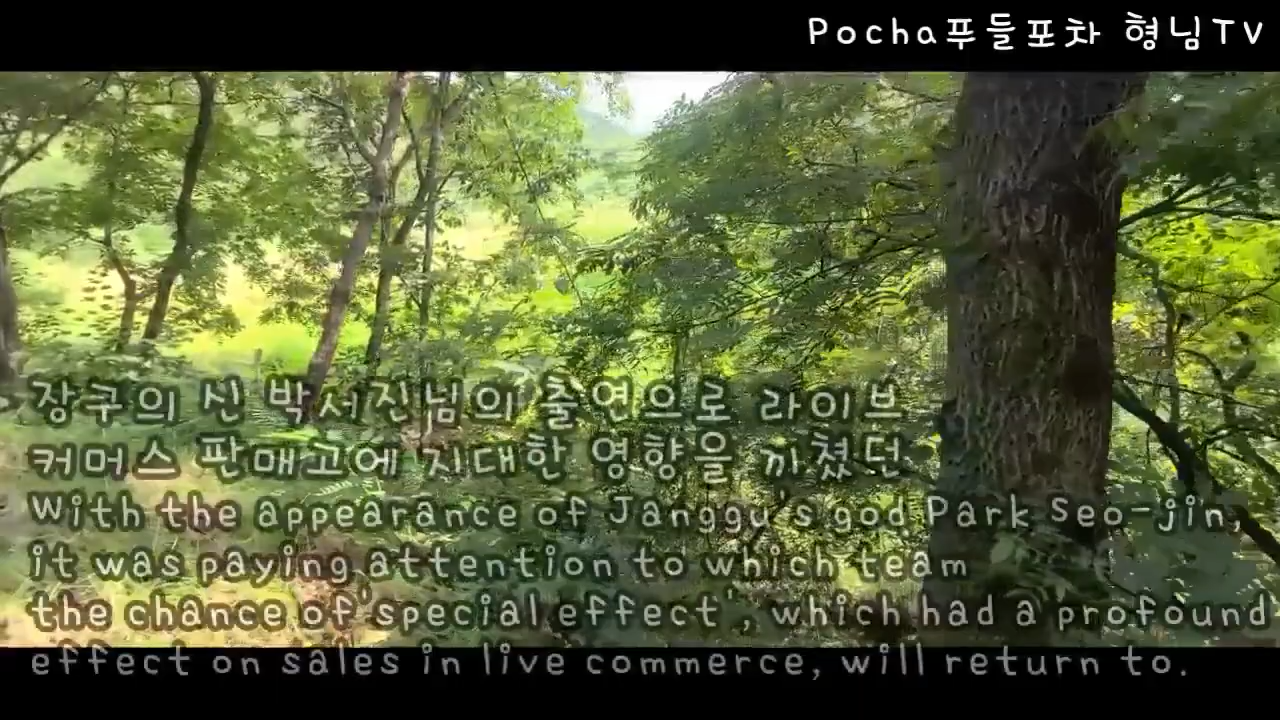 Pocha푸들포차 형님TV
장구의 신 박서진님의 출연으로 라이브
커머스 판매고에 지대한 영향을 끼쳤던
With the appearance of Janggu's god Park Seo-jin,
it was paying attention to which team
the chance of 'special effect', which had a profound
effect on sales in live commerce, will return to.